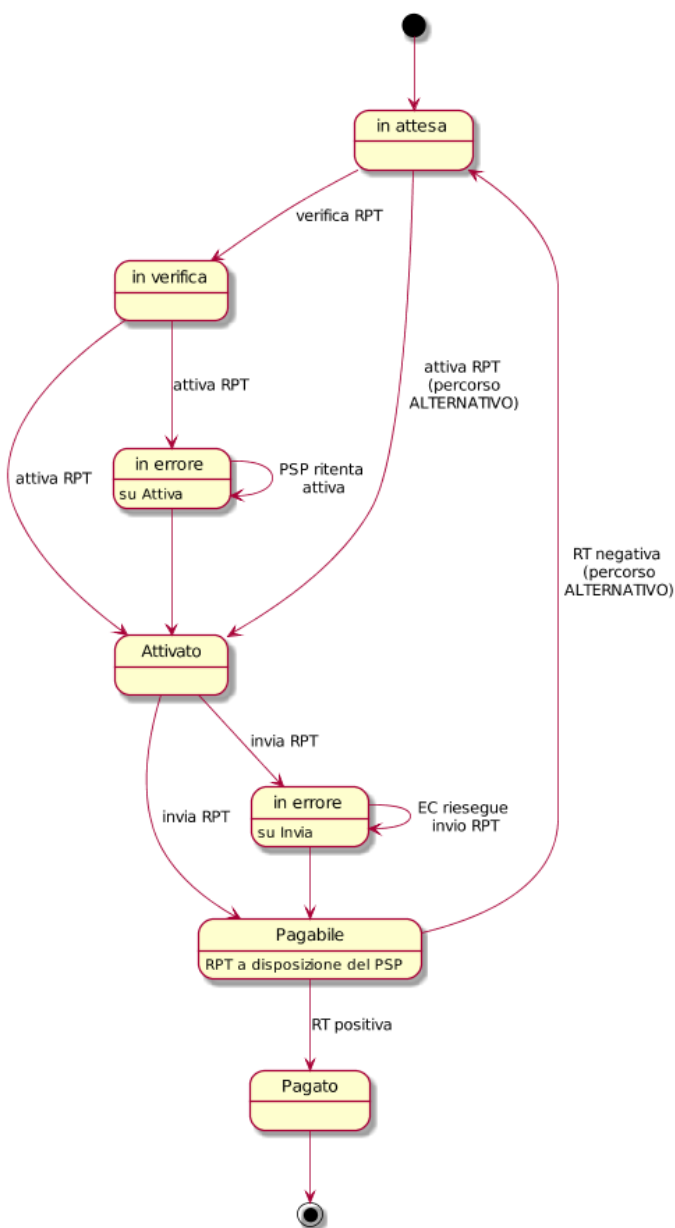 in attesa
verifica RPT
in verifica
attiva RPT
(percorso
ALTERNATIVO)
attiva RPT
in errore
su Attiva
PSP ritenta
attiva
attiva RPT
RT negativa
(percorso
ALTERNATIVO)
Attivato
invia RPT
in errore
su Invia
EC riesegue
invio RPT
invia RPT
Pagabile
RPT a disposizione del PSP
RT positiva
Pagato